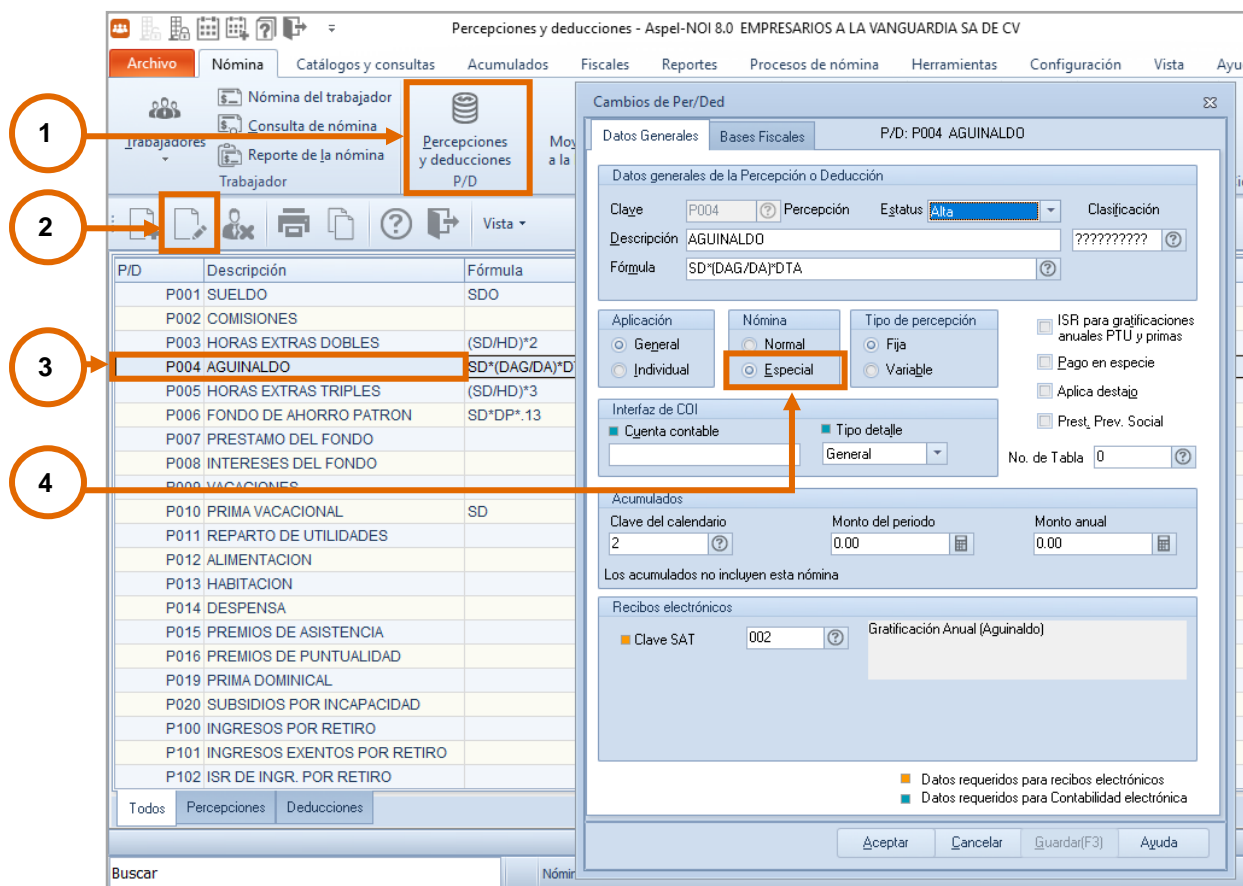 Percepciones y deducciones - Aspel-NOI 8.0 EMPRESARIOS A LA VANGUARDIA SA DE CV
Archivo Nómina Catálogos y consultas Acumulados Fiscales Reportes Procesos de nómina Herramientas Configuración Vista
Trabajadores
Nómina del trabajador
Consulta de nómina
Reporte de la nómina
Trabajador
Percepciones
y deducciones
P/D
a la
1
2
3
4
Vista
P/D Descripción Fórmula
P001 SUELDO SDO
P002 COMISIONES
P003 HORAS EXTRAS DOBLES (SD/HD)*2
P004 AGUINALDO SD*(DAG/DA)*D
P005 HORAS EXTRAS TRIPLES (SD/HD)*3
P006 FONDO DE AHORRO PATRON SD*DP*.13
P007 PRESTAMO DEL FONDO
P008 INTERESES DEL FONDO
P009 VACACIONES
P010 PRIMA VACACIONAL SD
P011 REPARTO DE UTILIDADES
P012 ALIMENTACION
P013 HABITACION
P014 DESPENSA
P015 PREMIOS DE ASISTENCIA
P016 PREMIOS DE PUNTUALIDAD
P019 PRIMA DOMINICAL
P020 SUBSIDIOS POR INCAPACIDAD
P100 INGRESOS POR RETIRO
P101 INGRESOS EXENTOS POR RETIRO
P102 ISR DE INGR. POR RETIRO
Todos Percepciones Deducciones
Buscar
Cambios de Per/Ded
Datos Generales Bases Fiscales P/D: P004 AGUINALDO
Datos generales de la Percepción o Deducción
Clave P004 Percepción Estatus Alta Clasificación
Descripción AGUINALDO ??????????
Fórmula SD*(DAG/DA)*DTA
Aplicación
General
Individual
Nómina
Normal
Especial
Tipo de percepción
Fija
Variable
ISR para gratificaciones
anuales PTU y primas
Pago en especie
Aplica destajo
Prest. Prev. Social
No. de Tabla 0
Interfaz de COI
Cuenta contable Tipo detalle
General
Acumulados
Clave del calendario Monto del periodo Monto anual
2 0.00 0.00
Los acumulados no incluyen esta nómina
Recibos electrónicos
Clave SAT 002 Gratificación Anual (Aguinaldo)
Datos requeridos para recibos electrónicos
Datos requeridos para Contabilidad electrónica
Aceptar Cancelar Guardar(F3) Ayuda